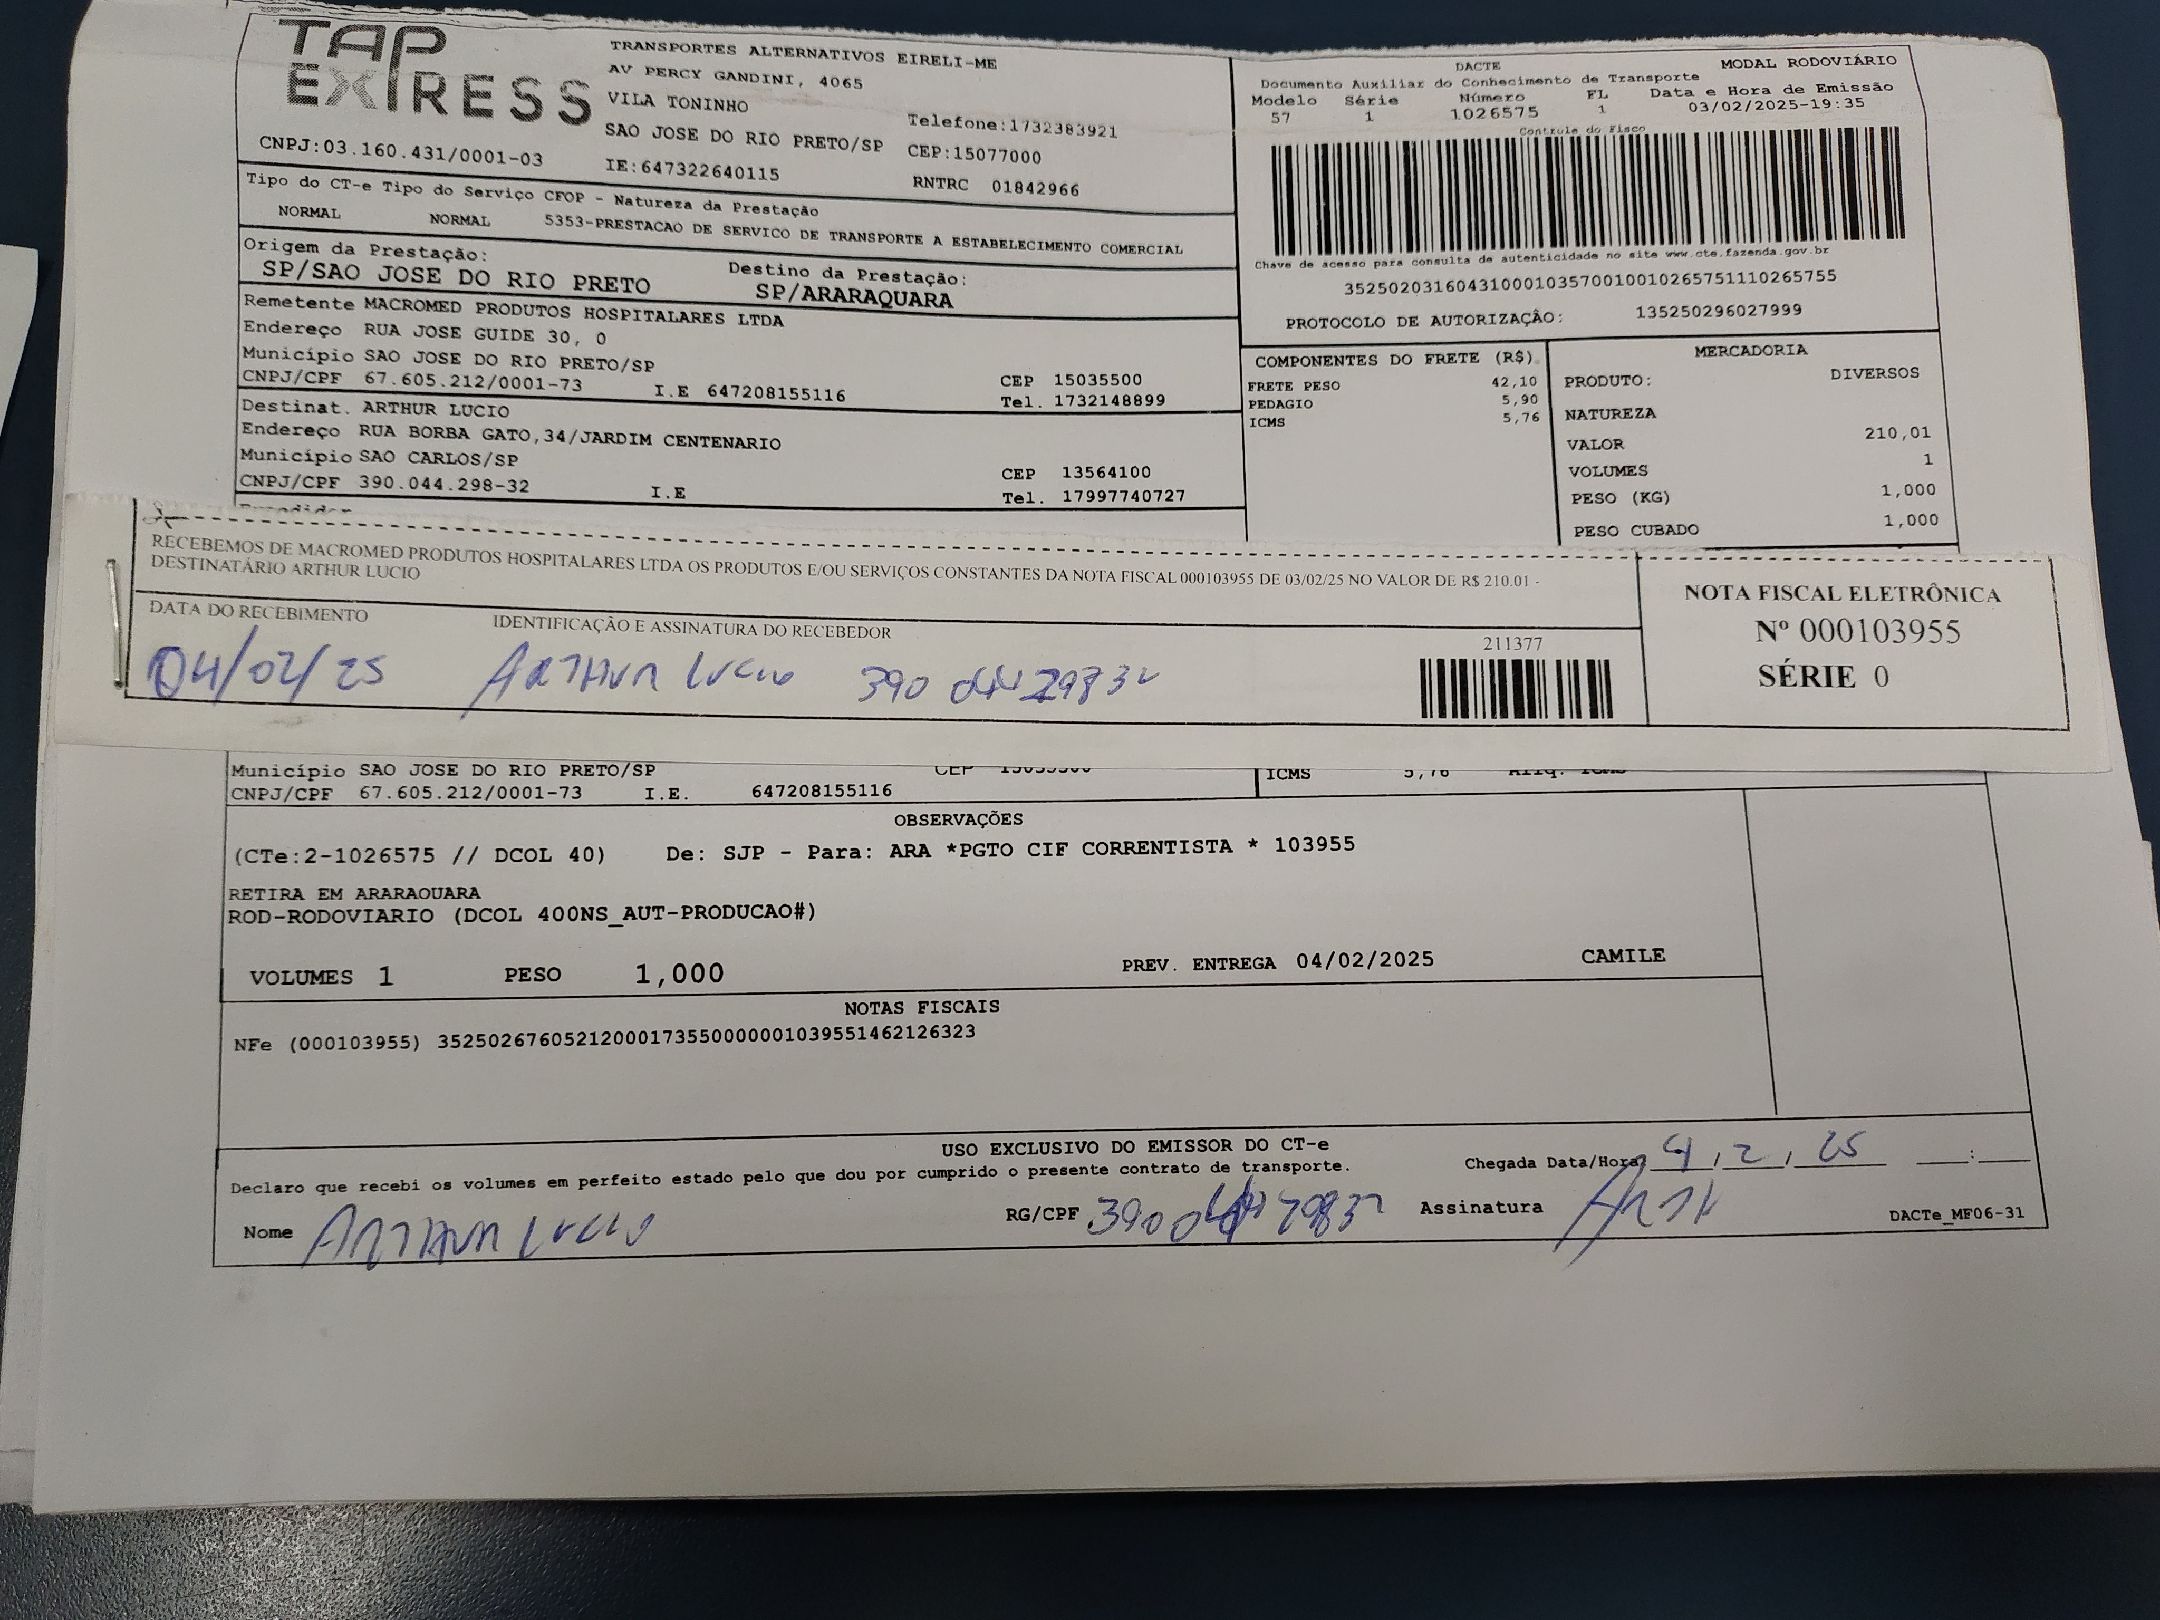 TAP EXPRESS
TRANSPORTES ALTERNATIVOS EIRELI-ME
AV PERCY GANDINI, 4065
VILA TONINHO
SAO JOSE DO RIO PRETO/SP
Telefone:1732383921
CEP:15077000
CNPJ:03.160.431/0001-03
IE:647322640115
RNTRC 01842966
Tipo do CT-e Tipo do Serviço CFOP - Natureza da Prestação
NORMAL NORMAL 5353-PRESTACAO DE SERVICO DE TRANSPORTE A ESTABELECIMENTO COMERCIAL
Origem da Prestação:
SP/SAO JOSE DO RIO PRETO
Destino da Prestação:
SP/ARARAQUARA
Remetente MACROMED PRODUTOS HOSPITALARES LTDA
Endereço RUA JOSE GUIDE 30, 0
Município SAO JOSE DO RIO PRETO/SP
CEP 15035500
CNPJ/CPF 67.605.212/0001-73 I.E 647208155116
Tel. 1732148899
Destinat. ARTHUR LUCIO
Endereço RUA BORBA GATO,34/JARDIM CENTENARIO
Município SAO CARLOS/SP
CEP 13564100
CNPJ/CPF 390.044.298-32 I.E
Tel. 17997740727
DACTE MODAL RODOVIÁRIO
Documento Auxiliar do Conhecimento de Transporte
Modelo Série Número FL Data e Hora de Emissão
57 1 1026575 1 03/02/2025-19:35
Controle do Fisco
Chave de acesso para consulta de autenticidade no site www.cte.fazenda.gov.br
35250203160431000103570010010265751110265755
PROTOCOLO DE AUTORIZAÇÃO: 135250296027999
COMPONENTES DO FRETE (R$)
FRETE PESO 42,10
PEDAGIO 5,90
ICMS 5,76
MERCADORIA
PRODUTO: DIVERSOS
NATUREZA
VALOR 210,01
VOLUMES 1
PESO (KG) 1,000
PESO CUBADO 1,000
RECEBEMOS DE MACROMED PRODUTOS HOSPITALARES LTDA OS PRODUTOS E/OU SERVIÇOS CONSTANTES DA NOTA FISCAL 000103955 DE 03/02/25 NO VALOR DE R$ 210.01 -
DESTINATÁRIO ARTHUR LUCIO
DATA DO RECEBIMENTO
04/02/25
IDENTIFICAÇÃO E ASSINATURA DO RECEBEDOR
ARTHUR LUCIO 390 044 29832
211377
NOTA FISCAL ELETRÔNICA
Nº 000103955
SÉRIE 0
Município SAO JOSE DO RIO PRETO/SP CEP 15035500
ICMS 5,76
CNPJ/CPF 67.605.212/0001-73 I.E. 647208155116
OBSERVAÇÕES
(CTe:2-1026575 // DCOL 40) De: SJP - Para: ARA *PGTO CIF CORRENTISTA * 103955
RETIRA EM ARARAQUARA
ROD-RODOVIARIO (DCOL 400NS_AUT-PRODUCAO#)
VOLUMES 1 PESO 1,000 PREV. ENTREGA 04/02/2025 CAMILE
NOTAS FISCAIS
NFe (000103955) 35250267605212000173550000001039551462126323
USO EXCLUSIVO DO EMISSOR DO CT-e
Declaro que recebi os volumes em perfeito estado pelo que dou por cumprido o presente contrato de transporte.
Chegada Data/Hora 4, 2, 25 :
Nome ARTHUR LUCIO RG/CPF 390 044 29832 Assinatura
DACTe_MF06-31